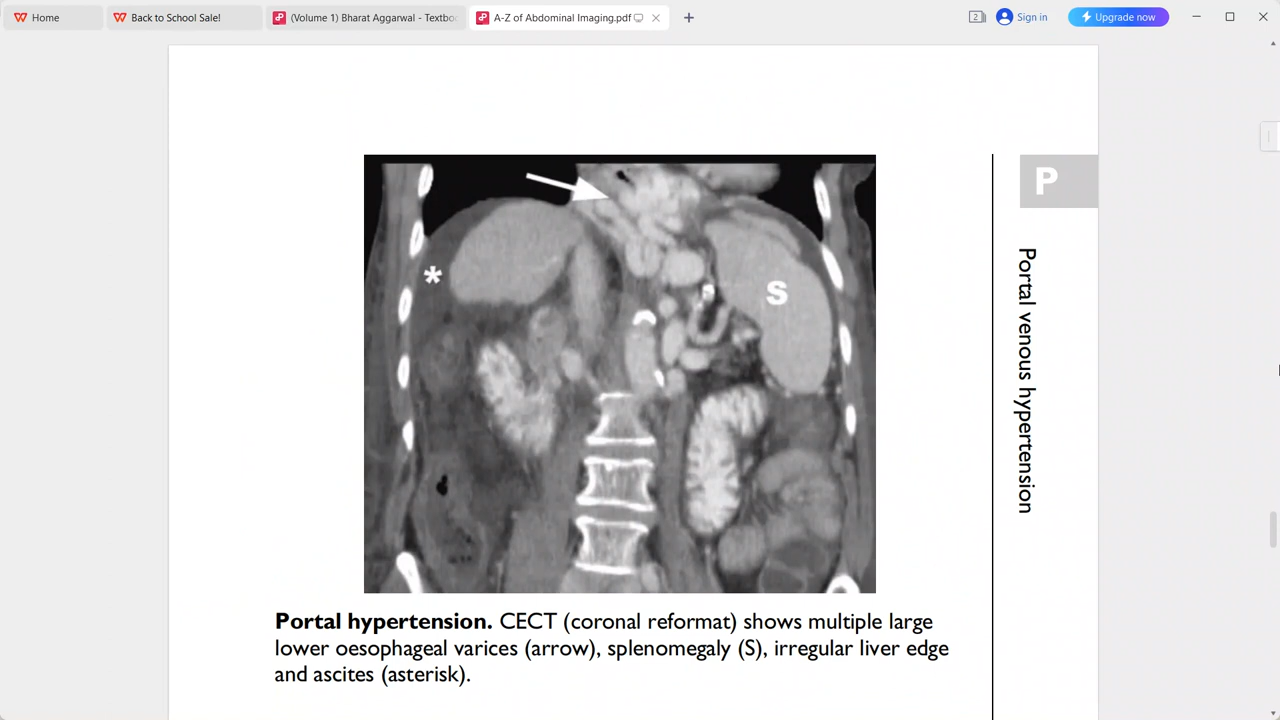 Home
Back to School Sale
(Volume 1) Bharat Aggarwal - Textbo
A-Z of Abdominal Imaging.pdf
2
Sign in
Upgrade now
P
Portal venous hypertension
*
S
Portal hypertension. CECT (coronal reformat) shows multiple large
lower oesophageal varices (arrow), splenomegaly (S), irregular liver edge
and ascites (asterisk).